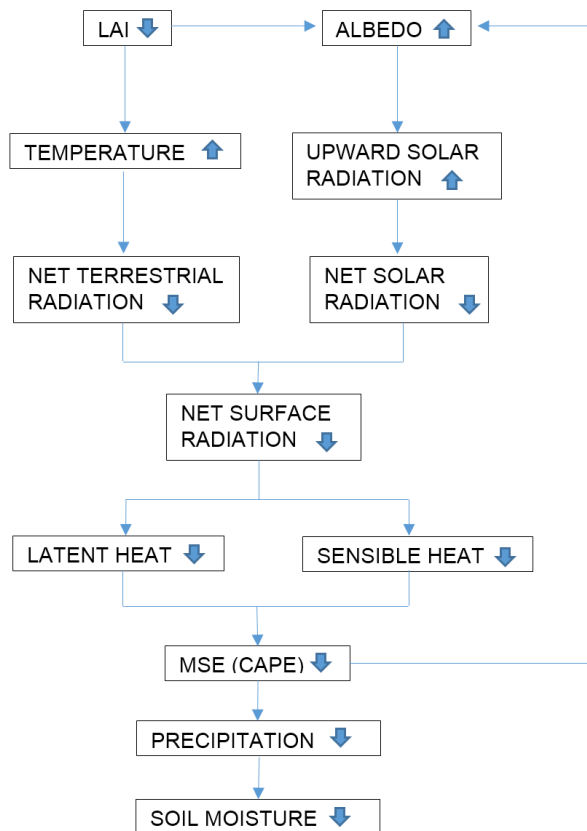 LAI
ALBEDO
TEMPERATURE
UPWARD SOLAR
RADIATION
NET TERRESTRIAL
RADIATION
NET SOLAR
RADIATION
NET SURFACE
RADIATION
LATENT HEAT
SENSIBLE HEAT
MSE (CAPE)
PRECIPITATION
SOIL MOISTURE